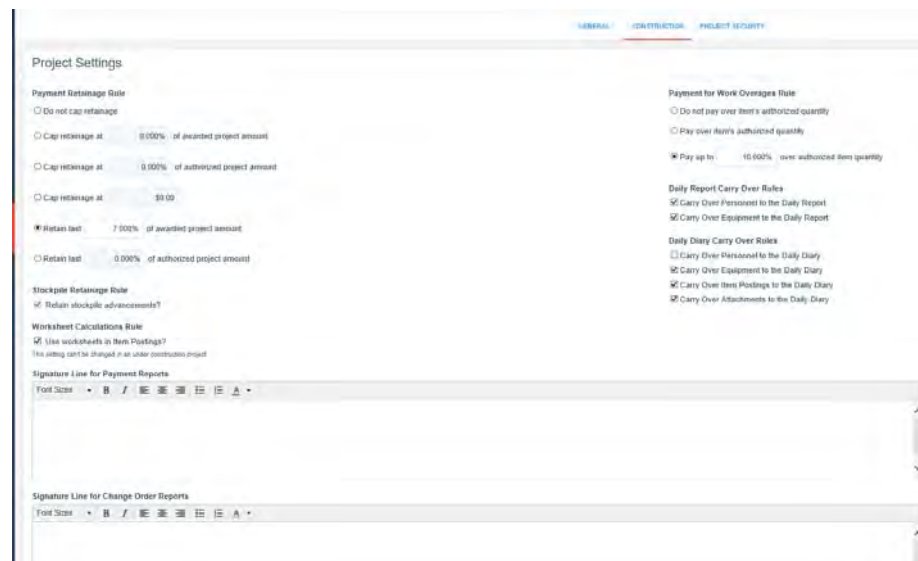 GENERAL CONSTRUCTION PROJECT SECURITY
Project Settings
Payment Retainage Rule
Do not cap retainage
Cap retainage at 0.000% of awarded project amount
Cap retainage at 0.000% of authorized project amount
Cap retainage at $0.00
Retain last 7.000% of awarded project amount
Retain last 0.000% of authorized project amount
Stockpile Retainage Rule
Retain stockpile advancements?
Worksheet Calculations Rule
Use worksheets in Item Postings?
This setting can't be changed in an under construction project
Payment for Work Overages Rule
Do not pay over item's authorized quantity
Pay over item's authorized quantity
Pay up to 10.000% over authorized item quantity
Daily Report Carry Over Rules
Carry Over Personnel to the Daily Report
Carry Over Equipment to the Daily Report
Daily Diary Carry Over Rules
Carry Over Personnel to the Daily Diary
Carry Over Equipment to the Daily Diary
Carry Over Item Postings to the Daily Diary
Carry Over Attachments to the Daily Diary
Signature Line for Payment Reports
Font Sizes B I A
Signature Line for Change Order Reports
Font Sizes B I A